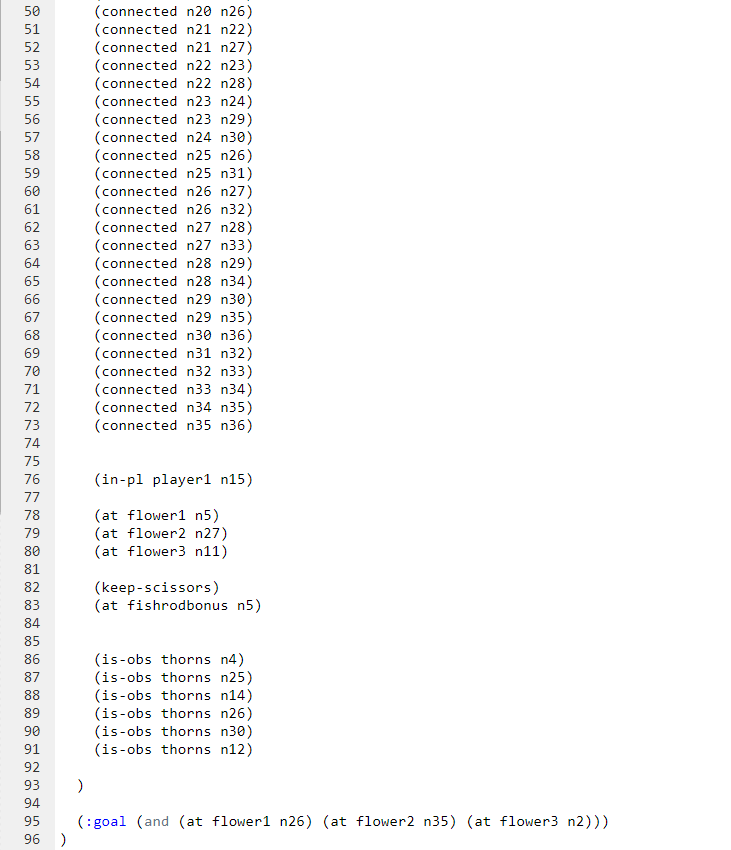 50 (connected n20 n26)
51 (connected n21 n22)
52 (connected n21 n27)
53 (connected n22 n23)
54 (connected n22 n28)
55 (connected n23 n24)
56 (connected n23 n29)
57 (connected n24 n30)
58 (connected n25 n26)
59 (connected n25 n31)
60 (connected n26 n27)
61 (connected n26 n32)
62 (connected n27 n28)
63 (connected n27 n33)
64 (connected n28 n29)
65 (connected n28 n34)
66 (connected n29 n30)
67 (connected n29 n35)
68 (connected n30 n36)
69 (connected n31 n32)
70 (connected n32 n33)
71 (connected n33 n34)
72 (connected n34 n35)
73 (connected n35 n36)
74
75
76 (in-pl player1 n15)
77
78 (at flower1 n5)
79 (at flower2 n27)
80 (at flower3 n11)
81
82 (keep-scissors)
83 (at fishrodbonus n5)
84
85
86 (is-obs thorns n4)
87 (is-obs thorns n25)
88 (is-obs thorns n14)
89 (is-obs thorns n26)
90 (is-obs thorns n30)
91 (is-obs thorns n12)
92
93 )
94
95 (:goal (and (at flower1 n26) (at flower2 n35) (at flower3 n2)))
96 )